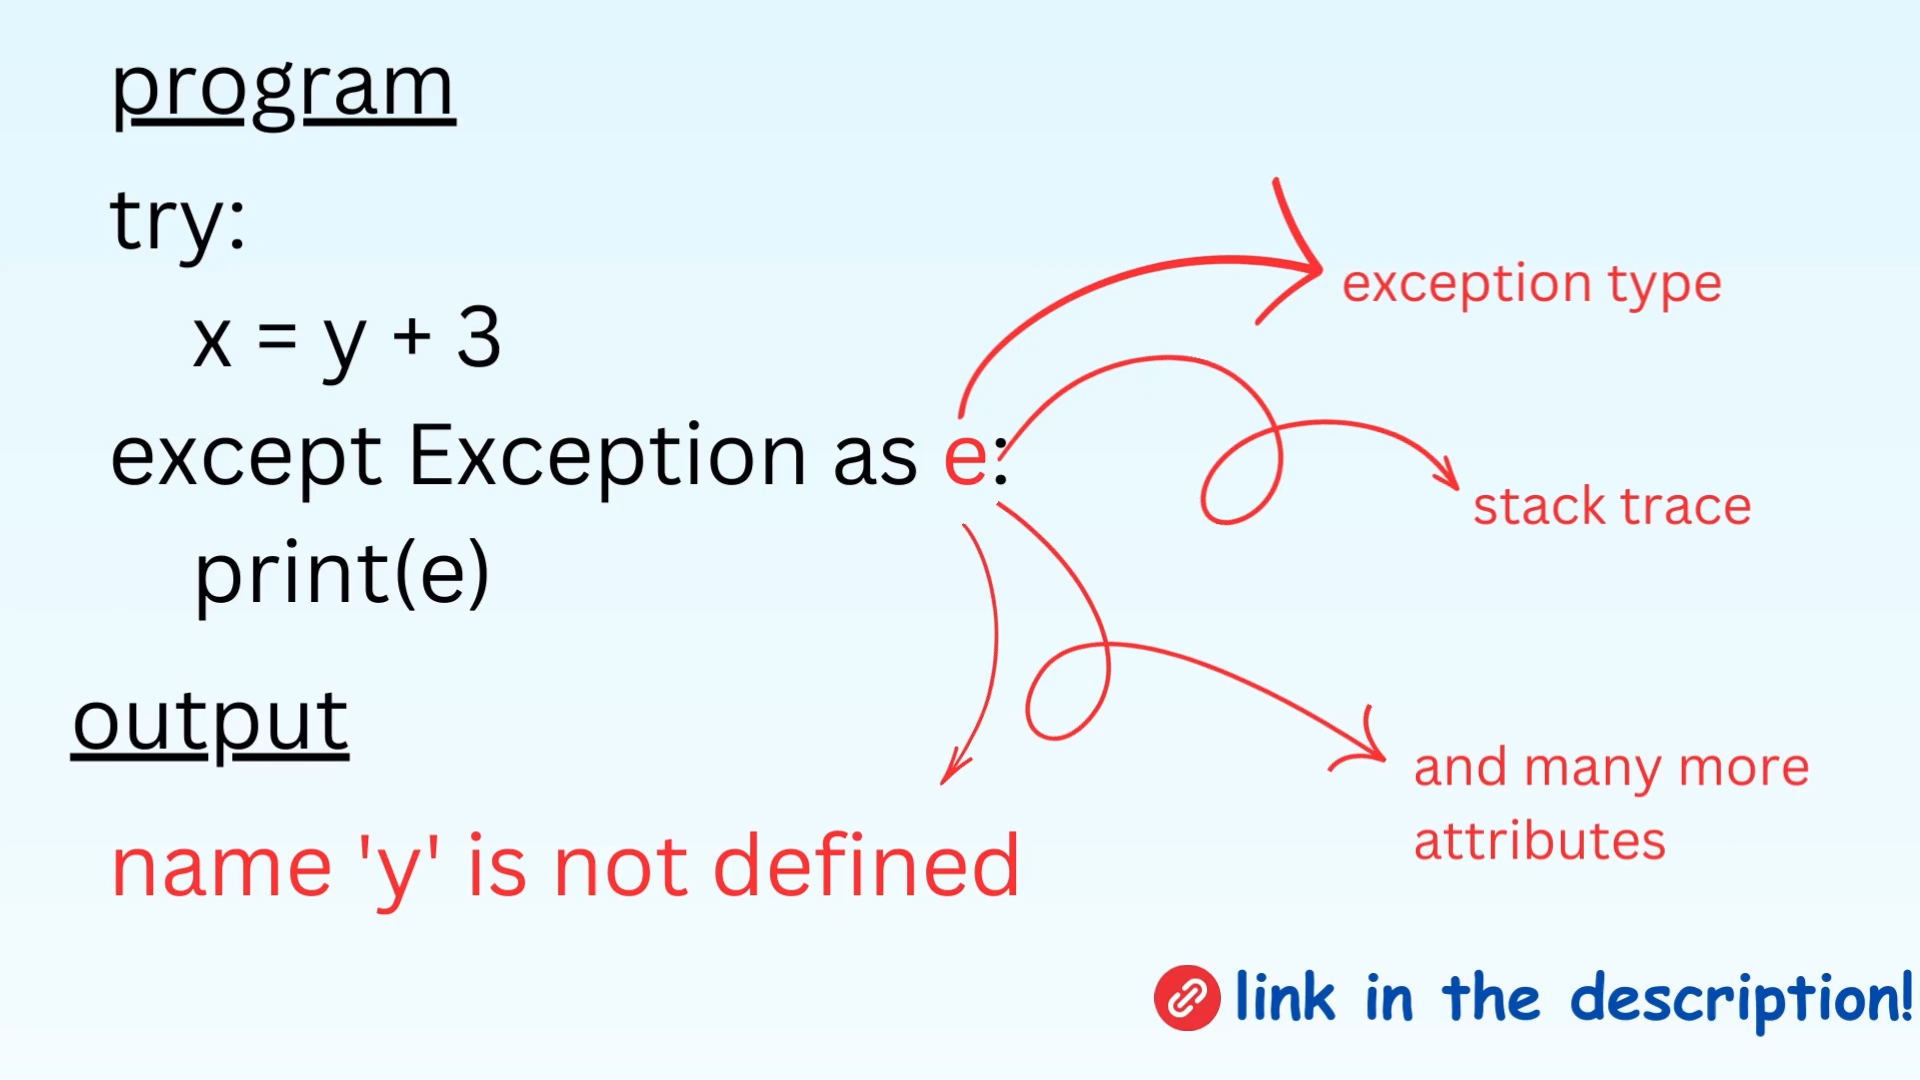 program
try:
x = y + 3
except Exception as e:
print(e)
output
name 'y' is not defined
exception type
stack trace
and many more
attributes
link in the description!